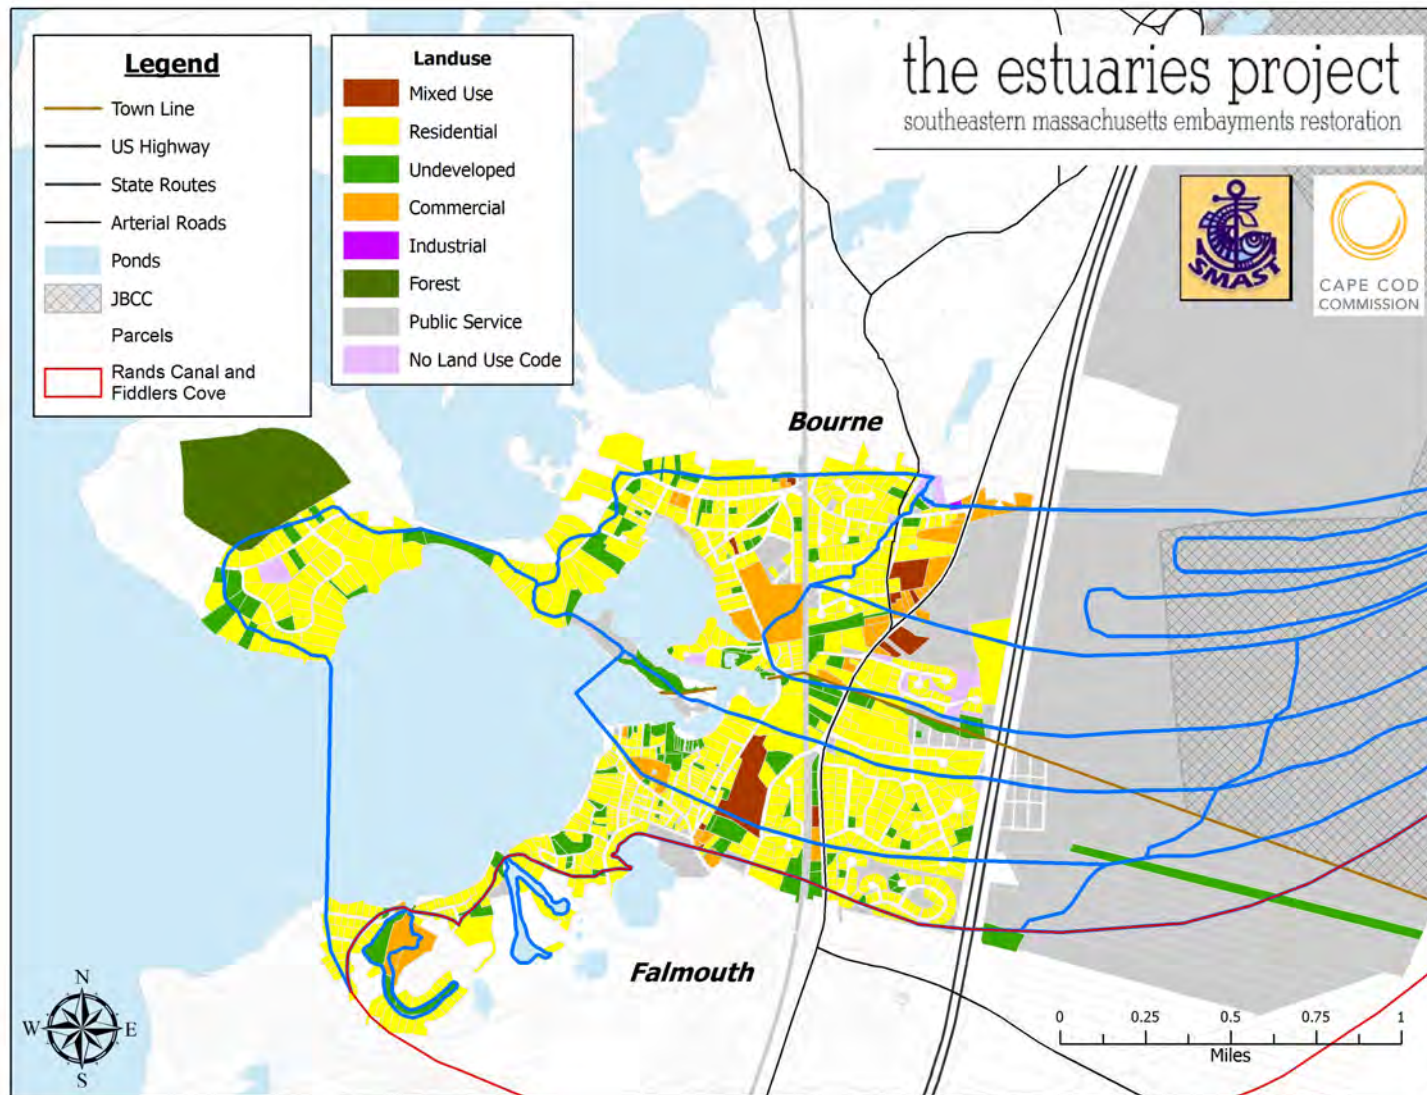 the estuaries project
southeastern massachusetts embayments restoration
Legend
Town Line
US Highway
State Routes
Arterial Roads
Ponds
JBCC
Parcels
Rands Canal and
Fiddlers Cove
Landuse
Mixed Use
Residential
Undeveloped
Commercial
Industrial
Forest
Public Service
No Land Use Code
SMAST
CAPE COD
COMMISSION
Bourne
Falmouth
N
W E
S
0 0.25 0.5 0.75 1
Miles